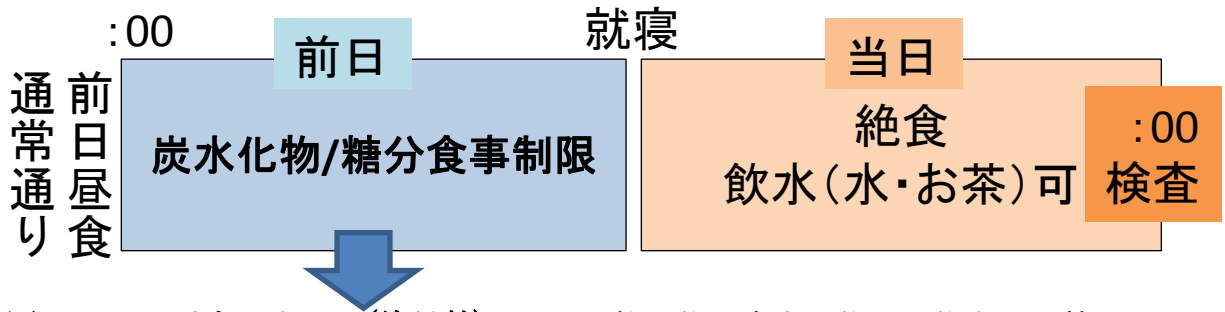 :00
前日
就寝
当日
前日昼食
通常通り
炭水化物/糖分食事制限
絶食
飲水（水・お茶）可
:00
検査